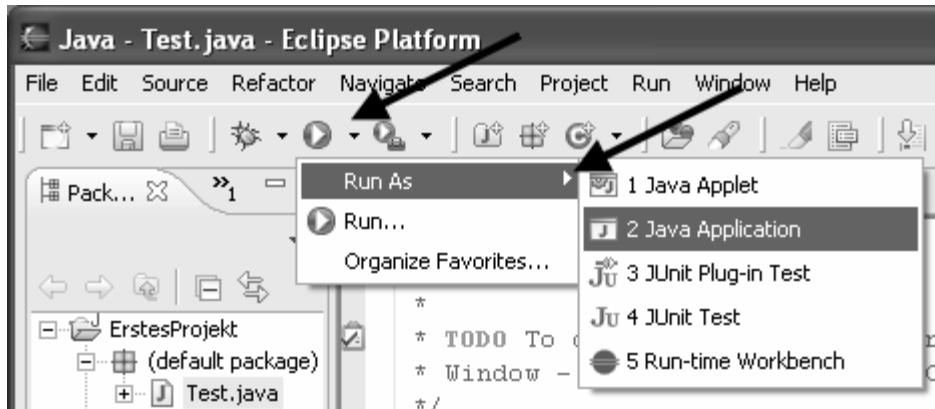 Java - Test.java - Eclipse Platform
File Edit Source Refactor Navigate Search Project Run Window Help
Pack... »1
Run As
Run...
Organize Favorites...
1 Java Applet
2 Java Application
3 JUnit Plug-in Test
4 JUnit Test
5 Run-time Workbench
ErstesProjekt
(default package)
Test.java
*
* TODO To
* Window -
*/